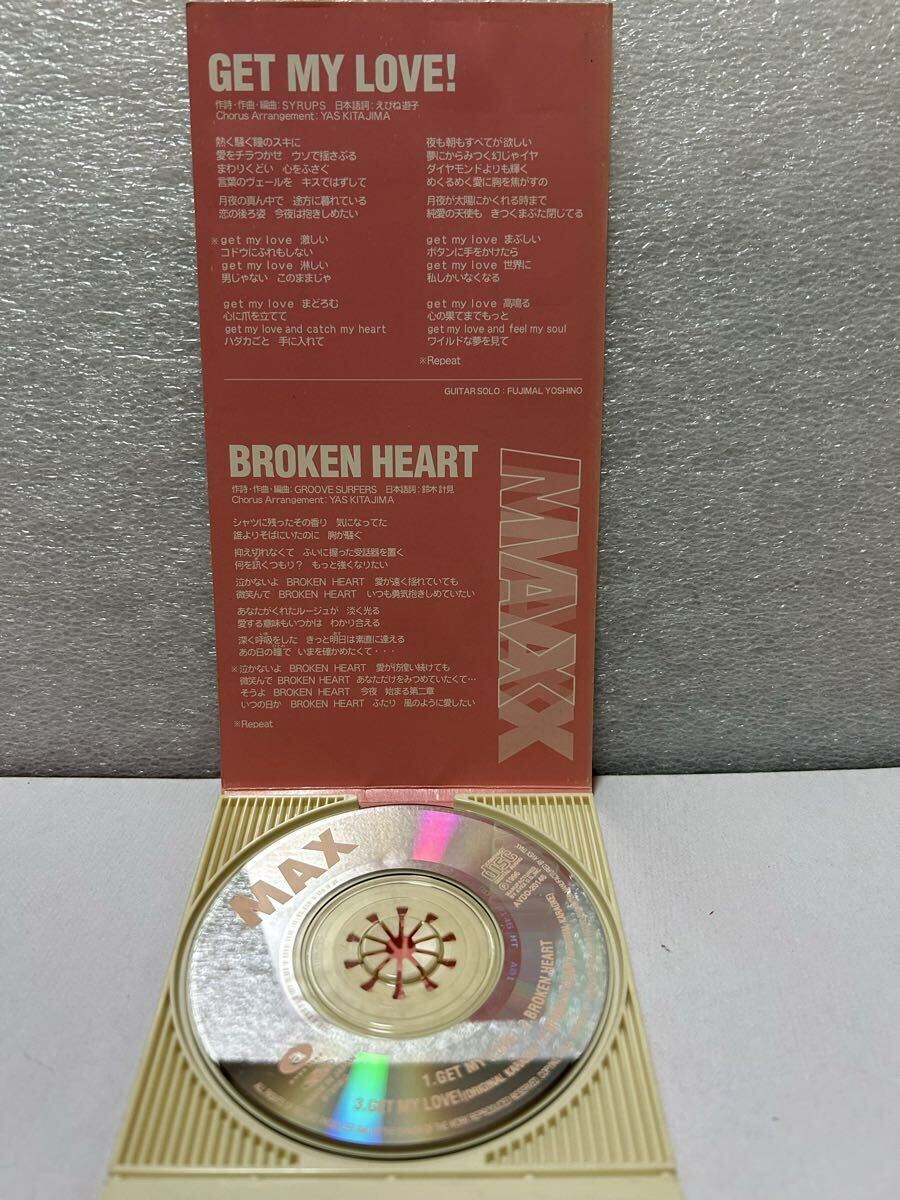 GET MY LOVE!
作詩・作曲・編曲:SYRUPS 日本語詞:えびね遊子
Chorus Arrangement:YAS KITAJIMA
熱く騒ぐ瞳のスキに
愛をチラつかせ ウソで揺さぶる
まわりくどい 心をふさぐ
言葉のヴェールを キスではずして
月夜の真ん中で 途方に暮れている
恋の後ろ姿 今夜は抱きしめたい
※get my love 激しい
コドウにふれもしない
get my love 淋しい
男じゃない このままじゃ
get my love まどろむ
心に爪を立てて
get my love and catch my heart
ハダカごと 手に入れて
夜も朝もすべてが欲しい
夢にからみつく幻じゃイヤ
ダイヤモンドよりも輝く
めくるめく愛に胸を焦がすの
月夜が太陽にかくれる時まで
純愛の天使も きつくまぶた閉じてる
get my love まぶしい
ボタンに手をかけたら
get my love 世界に
私しかいなくなる
get my love 高鳴る
心の果てまでもっと
get my love and feel my soul
ワイルドな夢を見て
※Repeat
GUITAR SOLO:FUJIMAL YOSHINO
BROKEN HEART
作詩・作曲・編曲:GROOVE SURFERS 日本語詞:鈴木計見
Chorus Arrangement:YAS KITAJIMA
シャツに残ったその香り 気になってた
誰よりそばにいたのに 胸が騒ぐ
抑え切れなくて ふいに握った受話器を置く
何を訊くつもり? もっと強くなりたい
泣かないよ BROKEN HEART 愛が遠く揺れていても
微笑んで BROKEN HEART いつも勇気抱きしめていたい
あなたがくれたルージュが 淡く光る
愛する意味もいつかは わかり合える
深く呼吸をした きっと明日は素直に逢える
あの日の瞳で いまを確かめたくて・・・
※泣かないよ BROKEN HEART 愛が彷徨い続けても
微笑んで BROKEN HEART あなただけをみつめていたくて…
そうよ BROKEN HEART 今夜 始まる第二章
いつの日か BROKEN HEART ふたり 風のように愛したい
※Repeat
MAX
MAX
DISC
℗1996
AVDD-20146
1.GET MY LOVE! 2.BROKEN HEART
3.GET MY LOVE!(ORIGINAL KARAOKE)